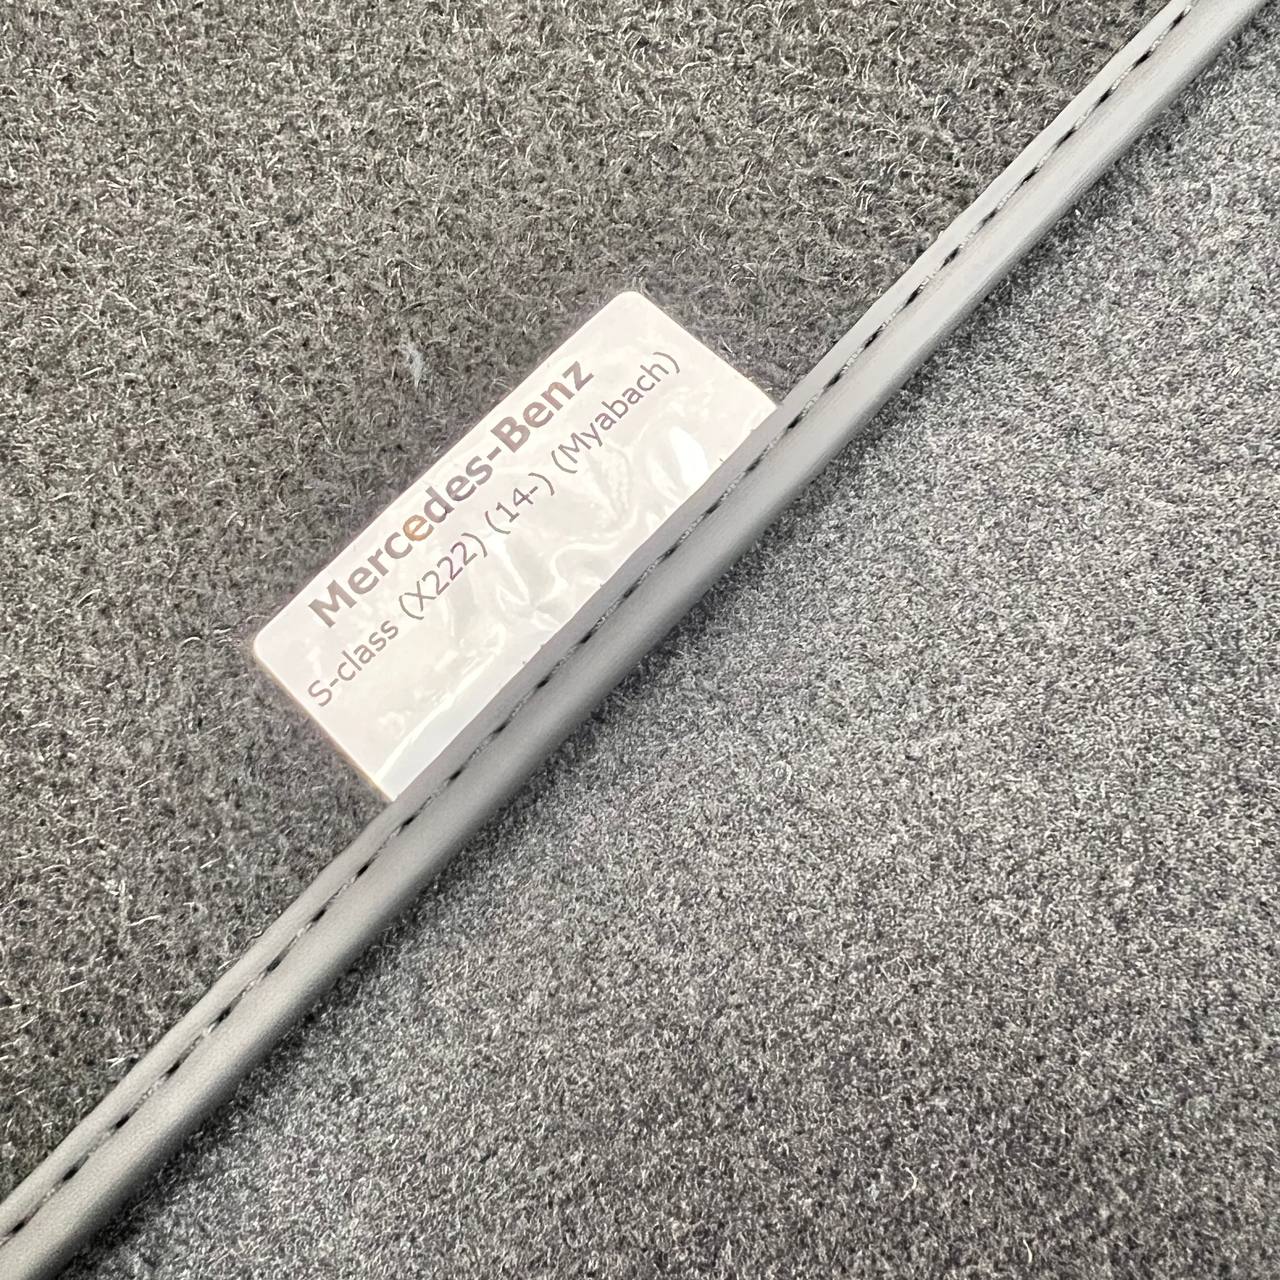 Mercedes-Benz
S-class (X222) (14-) (Myabach)